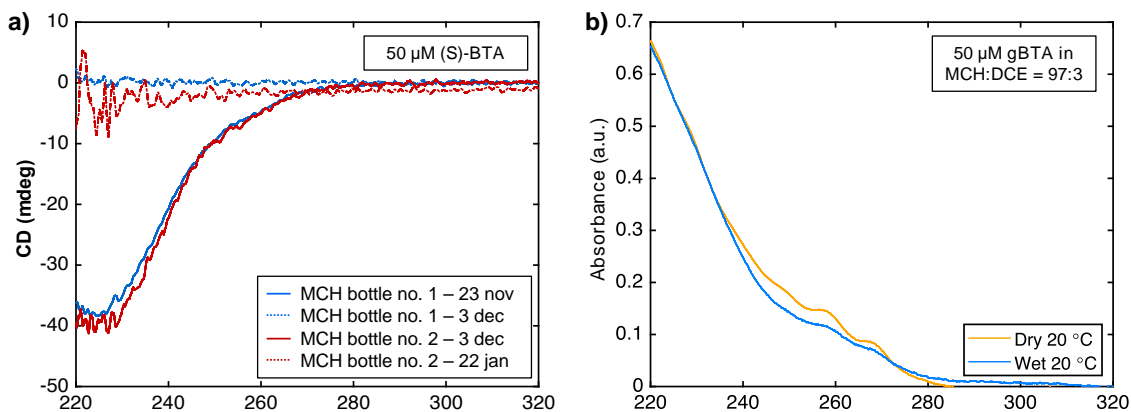 a)
10
0
-10
-20
-30
-40
-50
CD (mdeg)
50 µM (S)-BTA
MCH bottle no. 1 – 23 nov
MCH bottle no. 1 – 3 dec
MCH bottle no. 2 – 3 dec
MCH bottle no. 2 – 22 jan
220 240 260 280 300 320
b)
0.7
0.6
0.5
0.4
0.3
0.2
0.1
0
Absorbance (a.u.)
50 µM gBTA in
MCH:DCE = 97:3
Dry 20 °C
Wet 20 °C
220 240 260 280 300 320